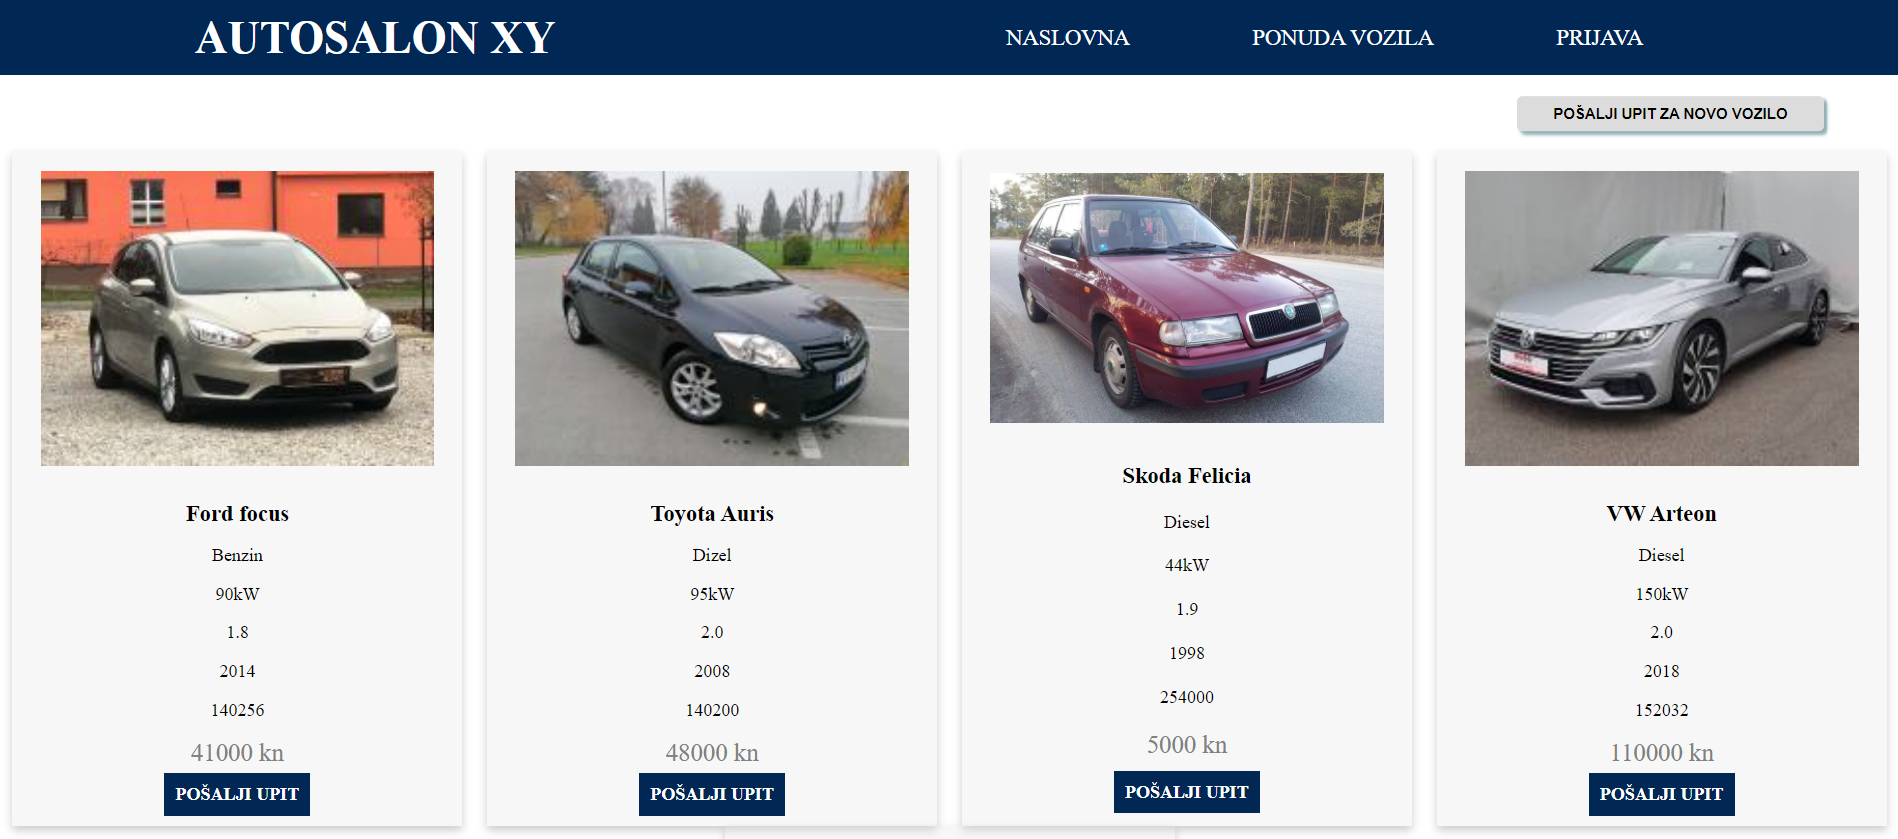 AUTOSALON XY
NASLOVNA
PONUDA VOZILA
PRIJAVA
POŠALJI UPIT ZA NOVO VOZILO
Ford focus
Benzin
90kW
1.8
2014
140256
41000 kn
POŠALJI UPIT
Toyota Auris
Dizel
95kW
2.0
2008
140200
48000 kn
POŠALJI UPIT
Skoda Felicia
Diesel
44kW
1.9
1998
254000
5000 kn
POŠALJI UPIT
VW Arteon
Diesel
150kW
2.0
2018
152032
110000 kn
POŠALJI UPIT